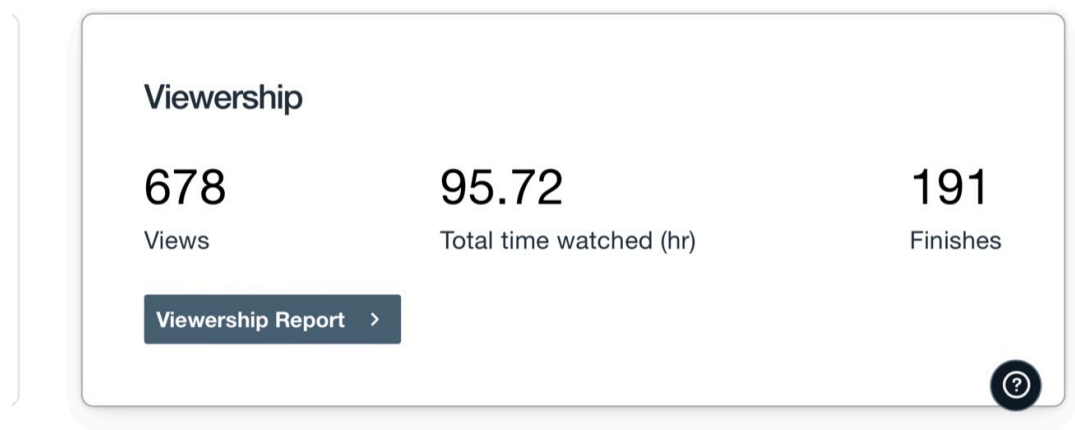 Viewership
678
Views
95.72
Total time watched (hr)
191
Finishes
Viewership Report >
?